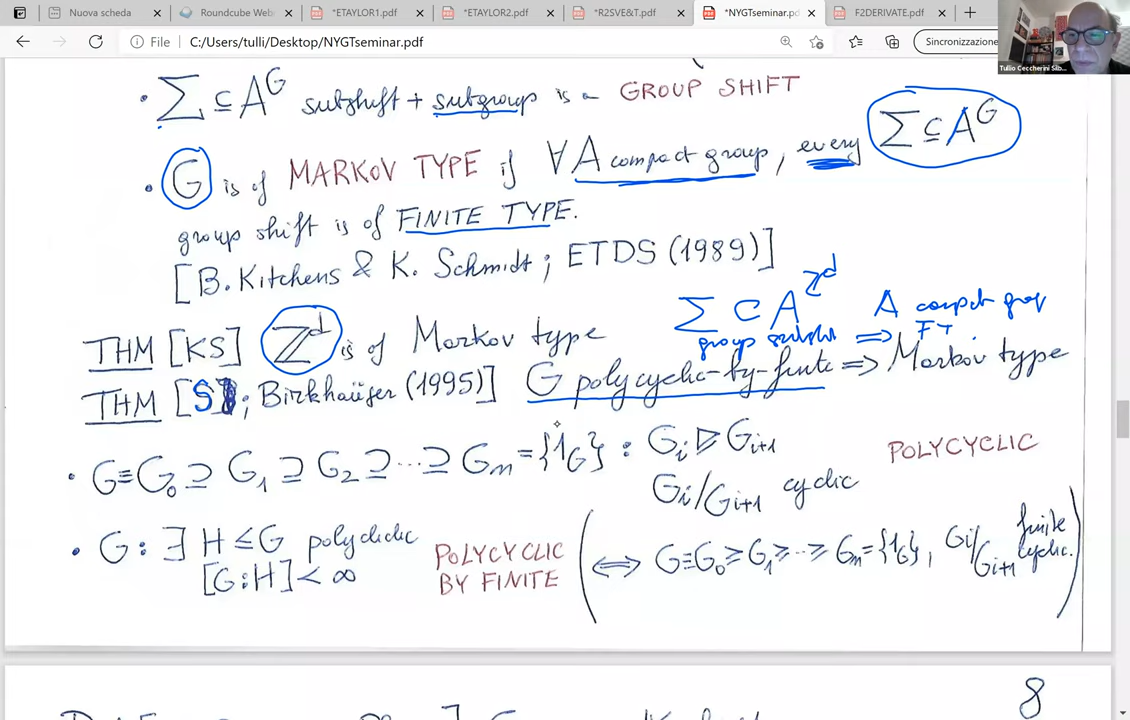 Nuova scheda
Roundcube Web
*ETAYLOR1.pdf
*ETAYLOR2.pdf
*R2SVE&T.pdf
*NYGTseminar.pd
F2DERIVATE.pdf
File C:/Users/tulli/Desktop/NYGTseminar.pdf
Sincronizzazione
Tullio Ceccherini Silb...
• Σ ⊆ A^G subshift + subgroup is a GROUP SHIFT
• G is of MARKOV TYPE if ∀ A compact group, every Σ ⊆ A^G
group shift is of FINITE TYPE.
[B. Kitchens & K. Schmidt; ETDS (1989)]
Σ ⊂ A^{Z^d} A compact group
group subshift ⟹ FT
THM [KS] Z^d is of Markov type
THM [S]; Birkhaüser (1995)] G polycyclic-by-finite ⟹ Markov type
• G ≡ G_0 ⊇ G_1 ⊇ G_2 ⊇ ... ⊇ G_m = {1_G} : G_i ▷ G_{i+1} POLYCYCLIC
G_i/G_{i+1} cyclic
• G : ∃ H ≤ G polyclclic
[G:H] < ∞
POLYCYCLIC
BY FINITE
(⟺ G ≡ G_0 ≥ G_1 ≥ ... ≥ G_m = {1_G}, G_i/G_{i+1} finite
cyclic.)
8